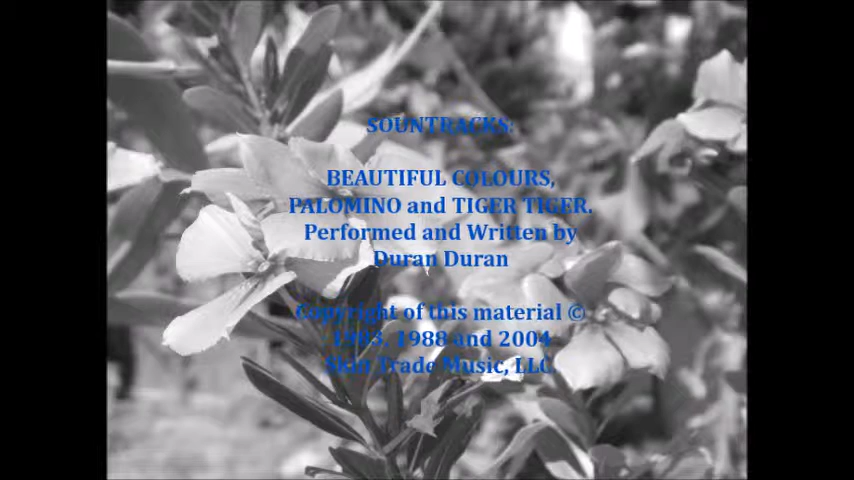 SOUNTRACKS:
BEAUTIFUL COLOURS,
PALOMINO and TIGER TIGER.
Performed and Written by
Duran Duran
Copyright of this material ©
1983, 1988 and 2004
Skin Trade Music, LLC.